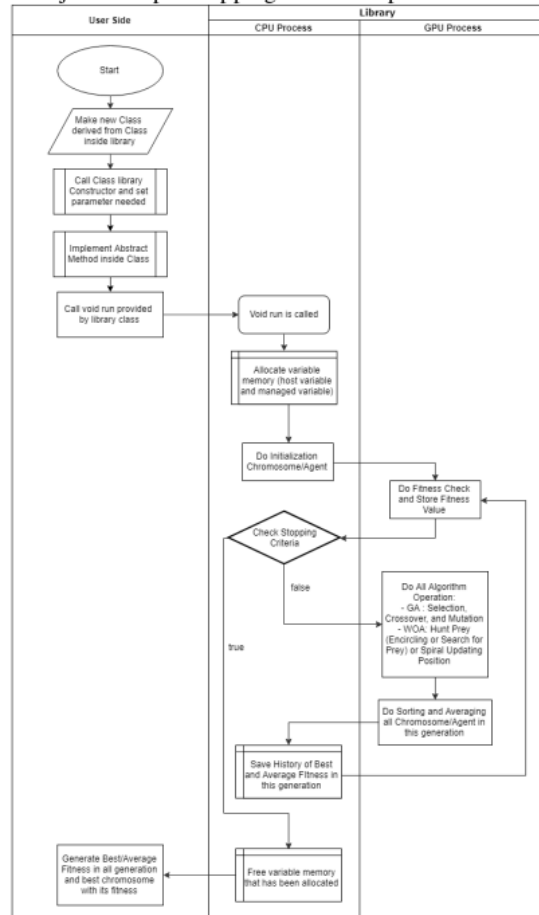 User Side
Library
CPU Process
GPU Process
Start
Make new Class
derived from Class
inside library
Call Class library
Constructor and set
parameter needed
Implement Abstract
Method inside Class
Call void run provided
by library class
Void run is called
Allocate variable
memory (host variable
and managed variable)
Do Initialization
Chromosome/Agent
Do Fitness Check
and Store Fitness
Value
Check Stopping
Criteria
false
true
Do All Algorithm
Operation:
- GA : Selection,
Crossover, and Mutation
- WOA: Hunt Prey
(Encircling or Search for
Prey) or Spiral Updating
Position
Do Sorting and Averaging
all Chromosome/Agent in
this generation
Save History of Best
and Average Fitness in
this generation
Free variable memory
that has been allocated
Generate Best/Average
Fitness in all generation
and best chromosome
with its fitness